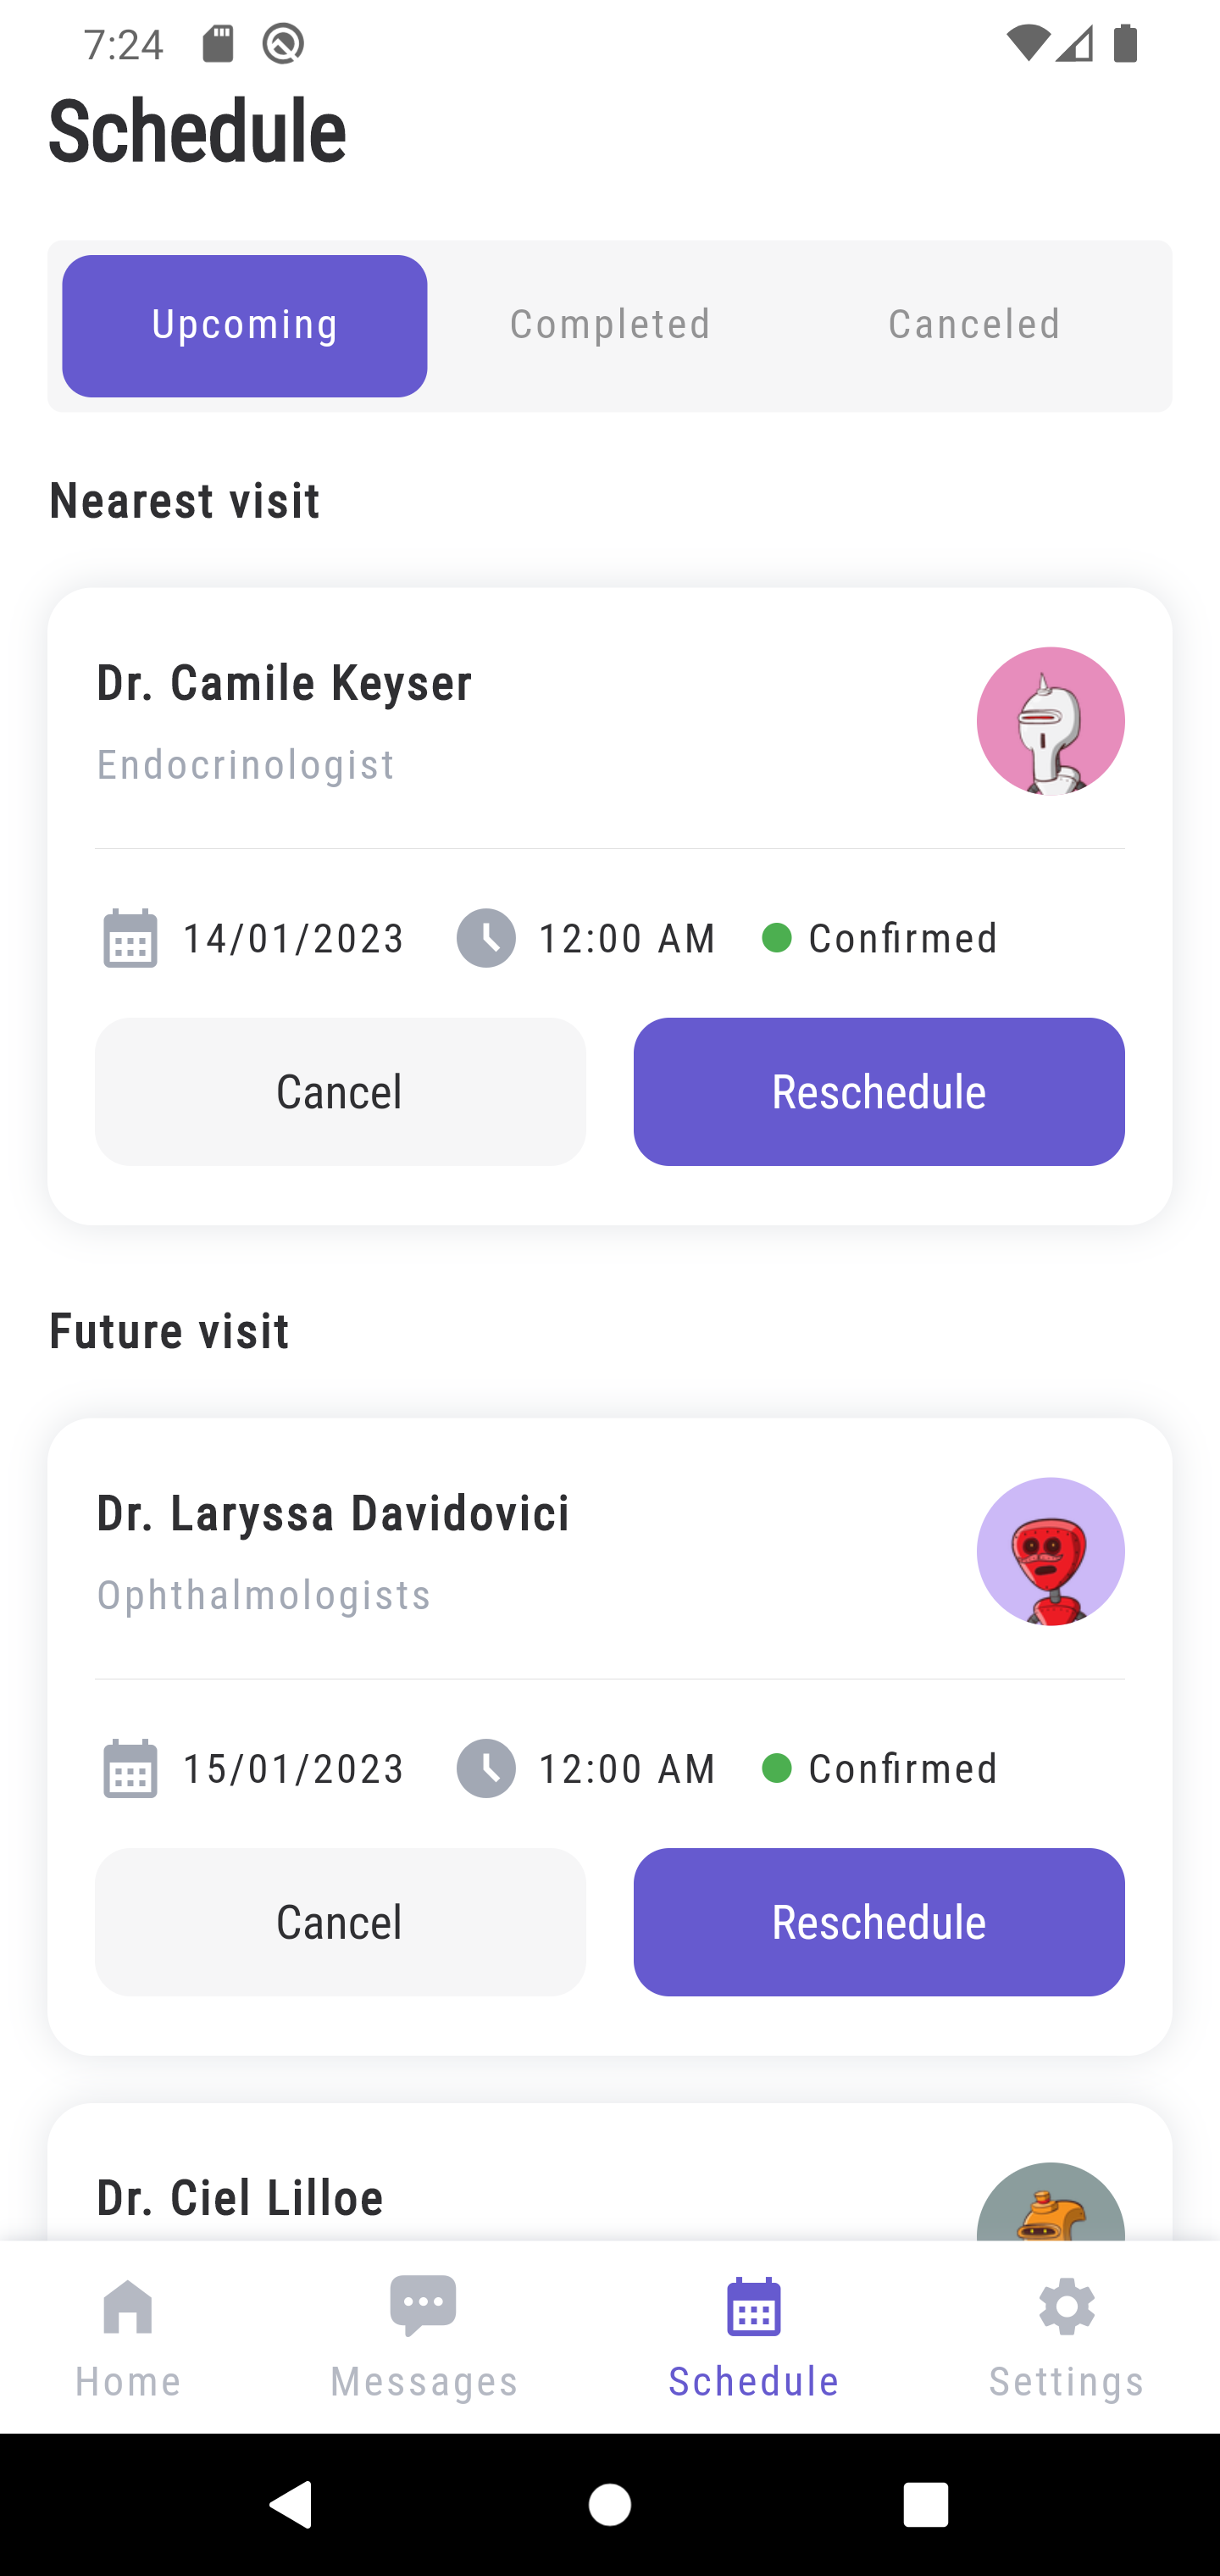 7:24
Schedule
Upcoming Completed Canceled
Nearest visit
Dr. Camile Keyser
Endocrinologist
14/01/2023 12:00 AM Confirmed
Cancel Reschedule
Future visit
Dr. Laryssa Davidovici
Ophthalmologists
15/01/2023 12:00 AM Confirmed
Cancel Reschedule
Dr. Ciel Lilloe
Home Messages Schedule Settings